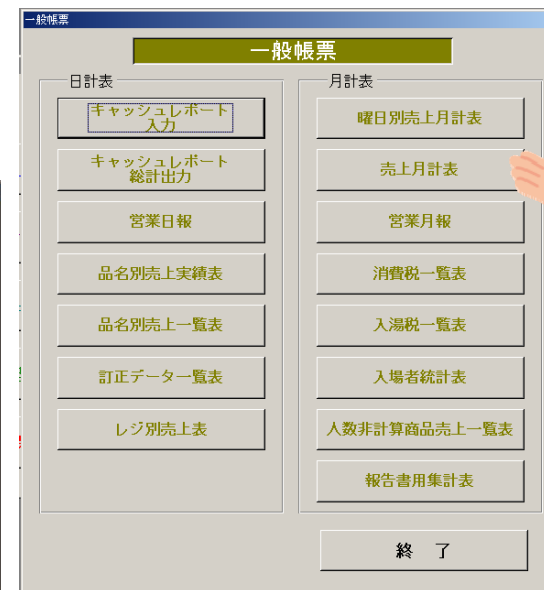 一般帳票
一般帳票
日計表
キャッシュレポート
入力
キャッシュレポート
総計出力
営業日報
品名別売上実績表
品名別売上一覧表
訂正データ一覧表
レジ別売上表
月計表
曜日別売上月計表
売上月計表
営業月報
消費税一覧表
入湯税一覧表
入場者統計表
人数非計算商品売上一覧表
報告書用集計表
終 了